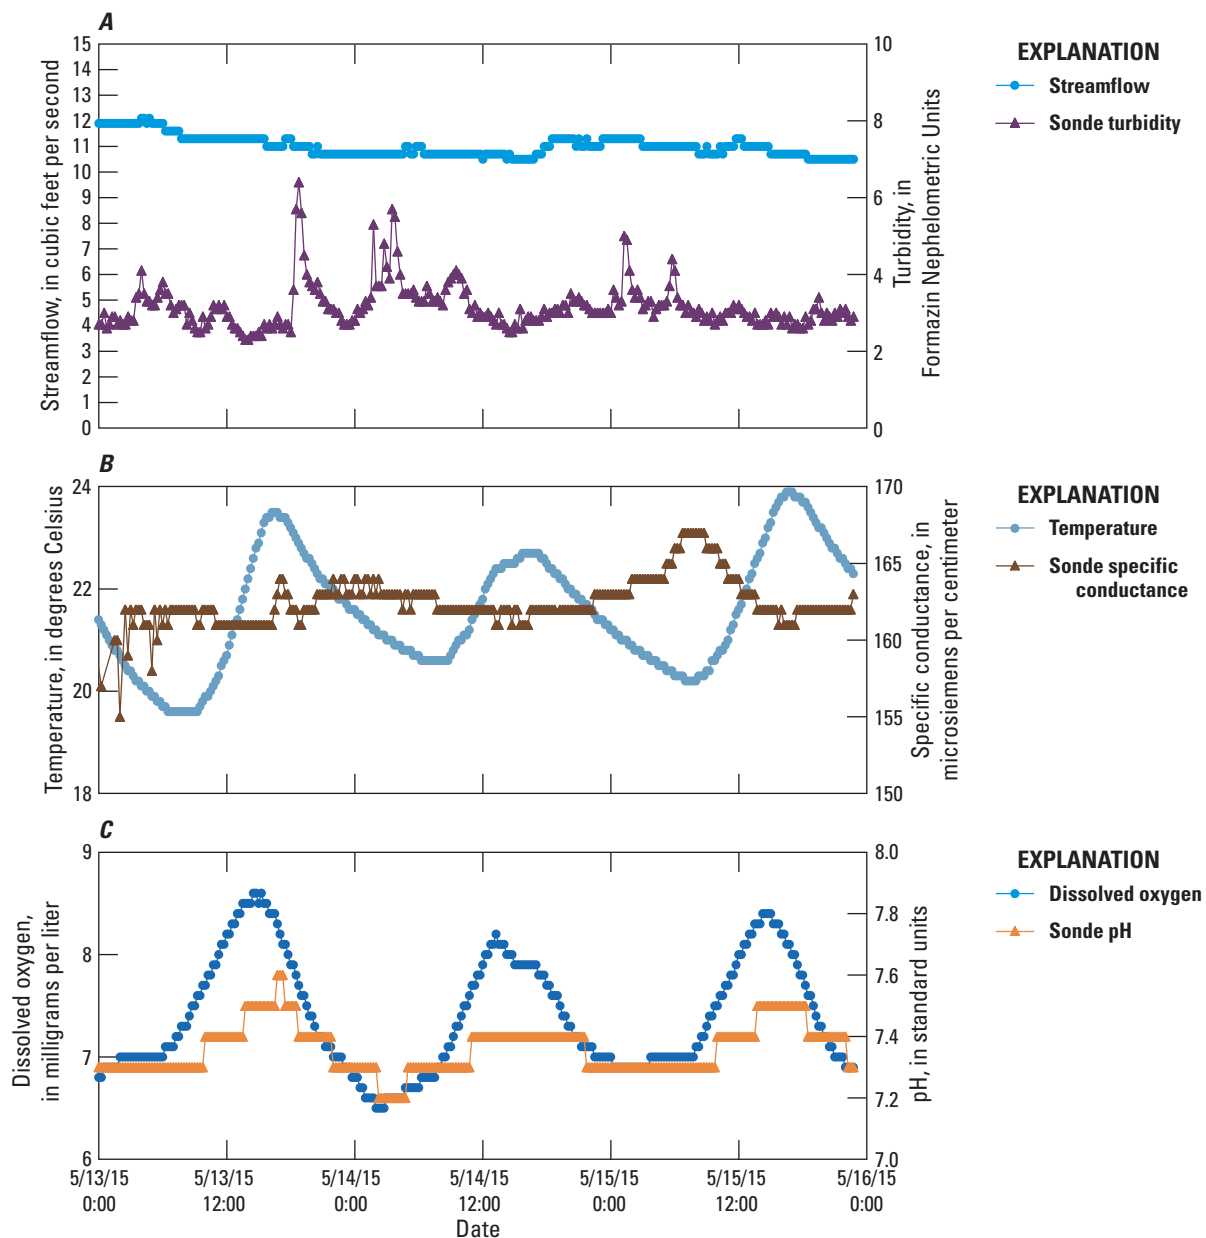 A
15
14
13
12
11
10
9
8
7
6
5
4
3
2
1
0
Streamflow, in cubic feet per second
10
8
6
4
2
0
Turbidity, in
Formazin Nephelometric Units
EXPLANATION
Streamflow
Sonde turbidity
B
24
22
20
18
Temperature, in degrees Celsius
170
165
160
155
150
Specific conductance, in
microsiemens per centimeter
EXPLANATION
Temperature
Sonde specific
conductance
C
9
8
7
6
Dissolved oxygen,
in milligrams per liter
8.0
7.8
7.6
7.4
7.2
7.0
pH, in standard units
EXPLANATION
Dissolved oxygen
Sonde pH
5/13/15 5/13/15 5/14/15 5/14/15 5/15/15 5/15/15 5/16/15
0:00 12:00 0:00 12:00 0:00 12:00 0:00
Date